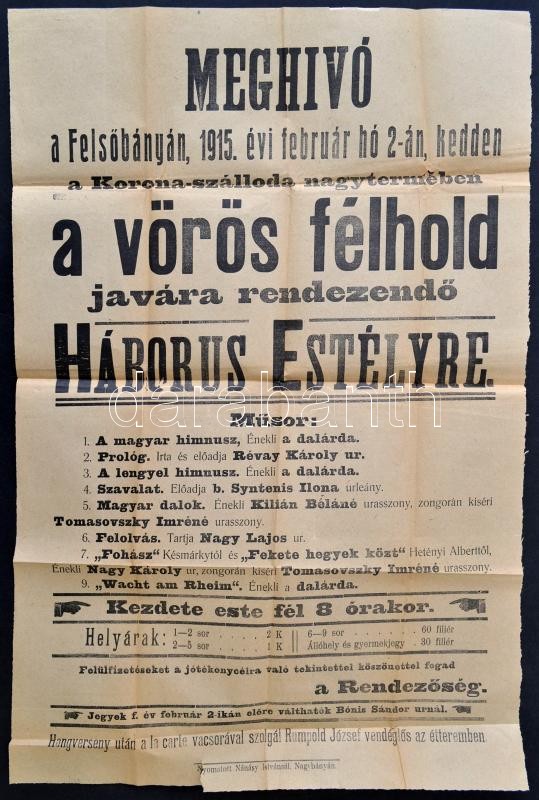 MEGHIVÓ
a Felsőbányán, 1915. évi február hó 2-án, kedden
a Korona-szálloda nagytermében
a vörös félhold
javára rendezendő
HÁBORUS ESTÉLYRE.
darabanth
Műsor:
1. A magyar himnusz, Énekli a dalárda.
2. Prológ. Irta és előadja Révay Károly ur.
3. A lengyel himnusz. Énekli a dalárda.
4. Szavalat. Előadja b. Syntenis Ilona urleány.
5. Magyar dalok. Énekli Kilián Béláné urasszony, zongorán kiséri
Tomasovszky Imréné urasszony.
6. Felolvás. Tartja Nagy Lajos ur.
7. „Fohász" Késmárkytól és „Fekete hegyek közt" Hetényi Alberttől,
Énekli Nagy Károly ur, zongorán kiséri Tomasovszky Imréné urasszony.
9. „Wacht am Rheim". Énekli a dalárda.
Kezdete este fél 8 órakor.
Helyárak: 1—2 sor . . . . . 2 K 6—9 sor . . . . . 60 fillér
2—5 sor . . . . . 1 K Állóhely és gyermekjegy . 30 fillér
Felülfizetéseket a jótékonycélra való tekintettel köszönettel fogad
a Rendezőség.
Jegyek f. év február 2-ikán előre válthatók Bónis Sándor urnál.
Hangverseny után a la carte vacsorával szolgál Rumpold József vendéglős az étteremben.
Nyomatott Nánásy Istvánnál, Nagybányán.